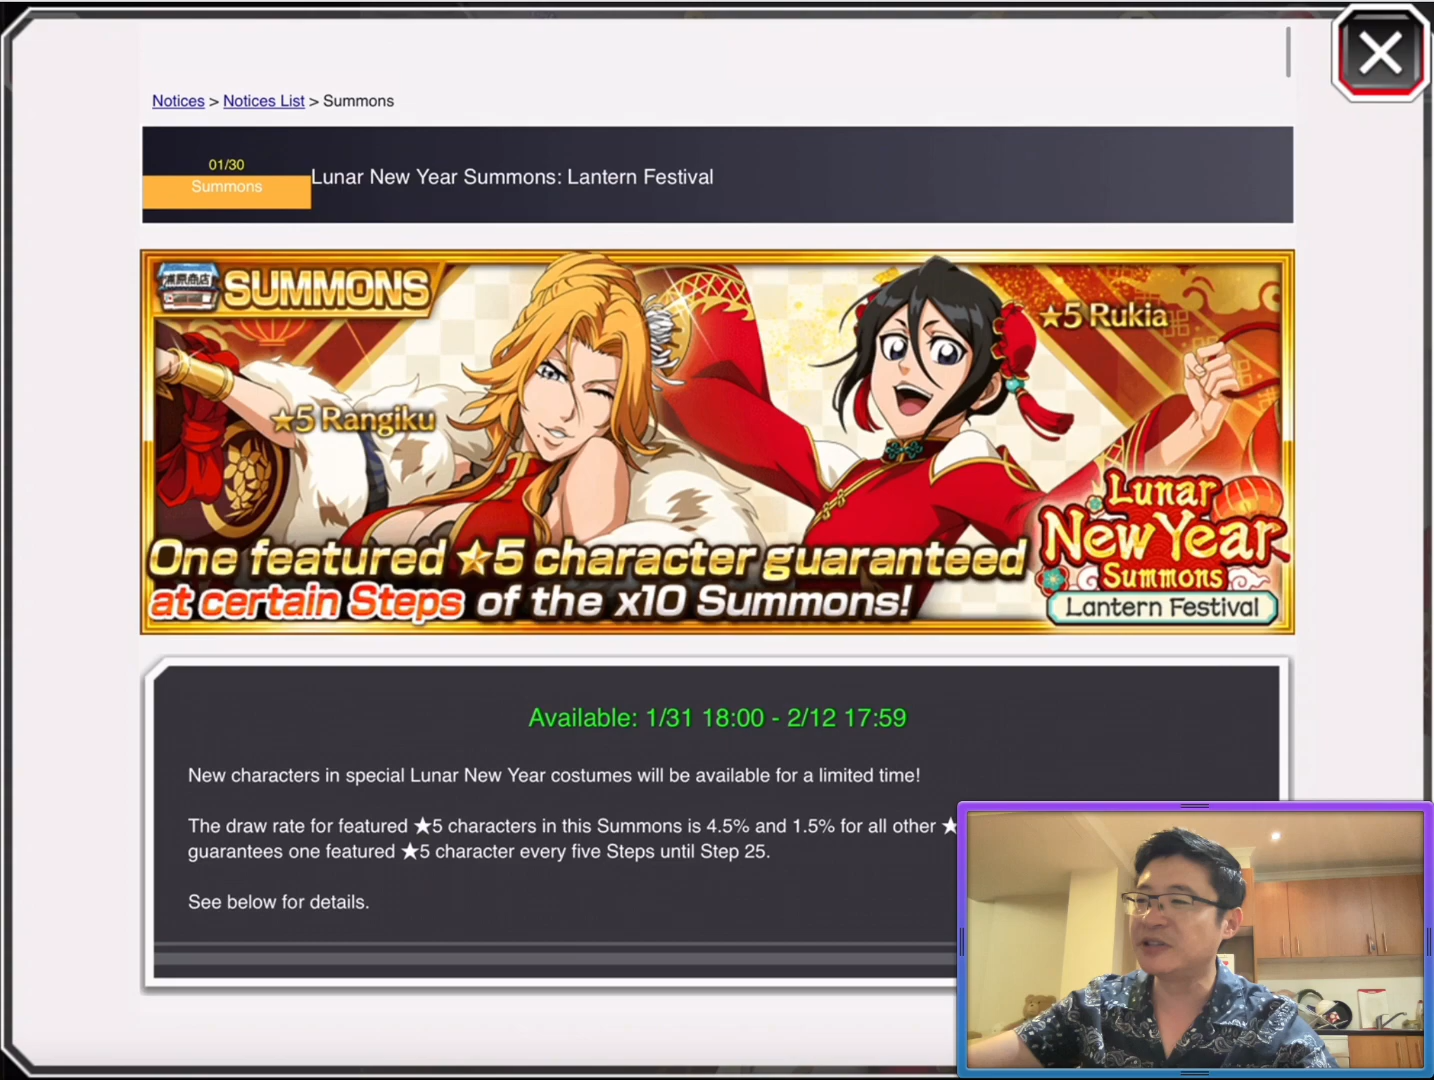 Notices > Notices List > Summons
01/30
Summons
Lunar New Year Summons: Lantern Festival
浦原商店
SUMMONS
★5 Rangiku
★5 Rukia
One featured ★5 character guaranteed
at certain Steps of the x10 Summons!
Lunar
New Year
Summons
Lantern Festival
Available: 1/31 18:00 - 2/12 17:59
New characters in special Lunar New Year costumes will be available for a limited time!
The draw rate for featured ★5 characters in this Summons is 4.5% and 1.5% for all other ★
guarantees one featured ★5 character every five Steps until Step 25.
See below for details.